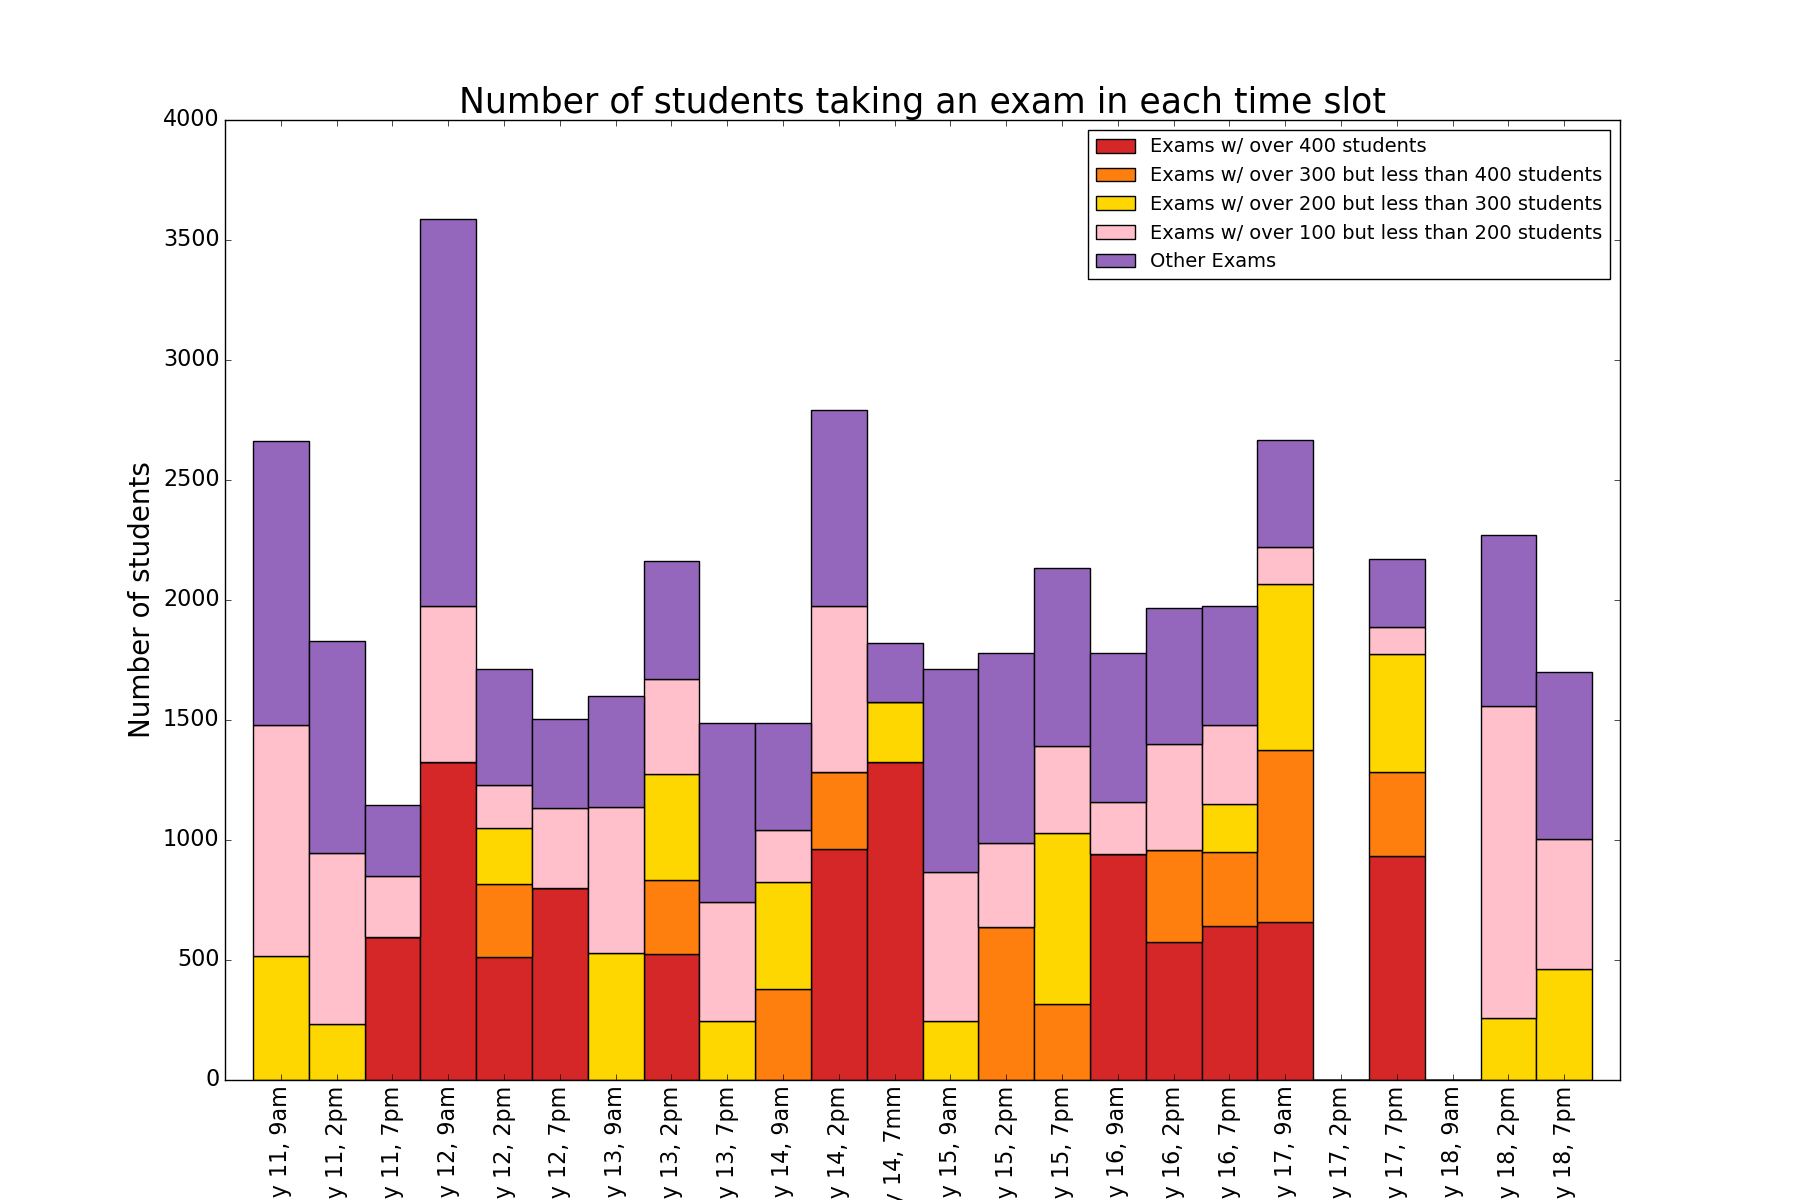 Number of students taking an exam in each time slot
Exams w/ over 400 students
Exams w/ over 300 but less than 400 students
Exams w/ over 200 but less than 300 students
Exams w/ over 100 but less than 200 students
Other Exams
Number of students
4000
3500
3000
2500
2000
1500
1000
500
0
y 11, 9am
y 11, 2pm
y 11, 7pm
y 12, 9am
y 12, 2pm
y 12, 7pm
y 13, 9am
y 13, 2pm
y 13, 7pm
y 14, 9am
y 14, 2pm
y 14, 7mm
y 15, 9am
y 15, 2pm
y 15, 7pm
y 16, 9am
y 16, 2pm
y 16, 7pm
y 17, 9am
y 17, 2pm
y 17, 7pm
y 18, 9am
y 18, 2pm
y 18, 7pm